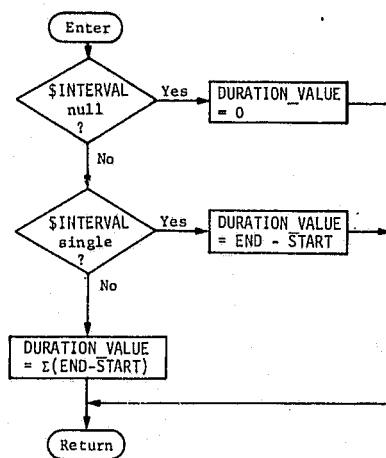 Enter
$INTERVAL
null
?
Yes
DURATION_VALUE
= 0
No
$INTERVAL
single
?
Yes
DURATION_VALUE
= END - START
No
DURATION_VALUE
= Σ(END-START)
Return